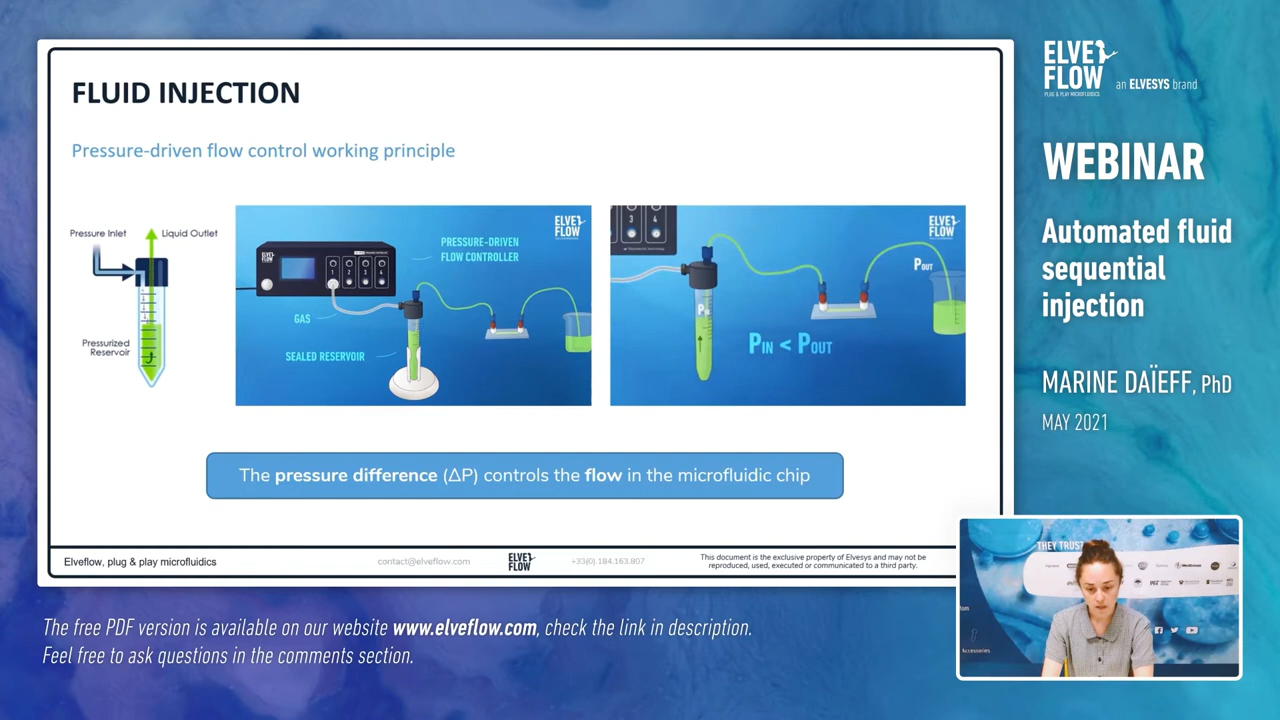 FLUID INJECTION
Pressure-driven flow control working principle
Pressure Inlet
Liquid Outlet
Pressurized
Reservoir
ELVE
FLOW
PRESSURE-DRIVEN
FLOW CONTROLLER
1 2 3 4
GAS
SEALED RESERVOIR
3 4
ELVE
FLOW
POUT
PIN < POUT
The pressure difference (ΔP) controls the flow in the microfluidic chip
Elveflow, plug & play microfluidics
contact@elveflow.com
ELVE
FLOW
+33(0).184.163.807
This document is the exclusive property of Elvesys and may not be
reproduced, used, executed or communicated to a third party.
ELVE
FLOW
PLUG & PLAY MICROFLUIDICS
an ELVESYS brand
WEBINAR
Automated fluid
sequential
injection
MARINE DAÏEFF, PhD
MAY 2021
THEY TRUST
Accessories
The free PDF version is available on our website www.elveflow.com, check the link in description.
Feel free to ask questions in the comments section.